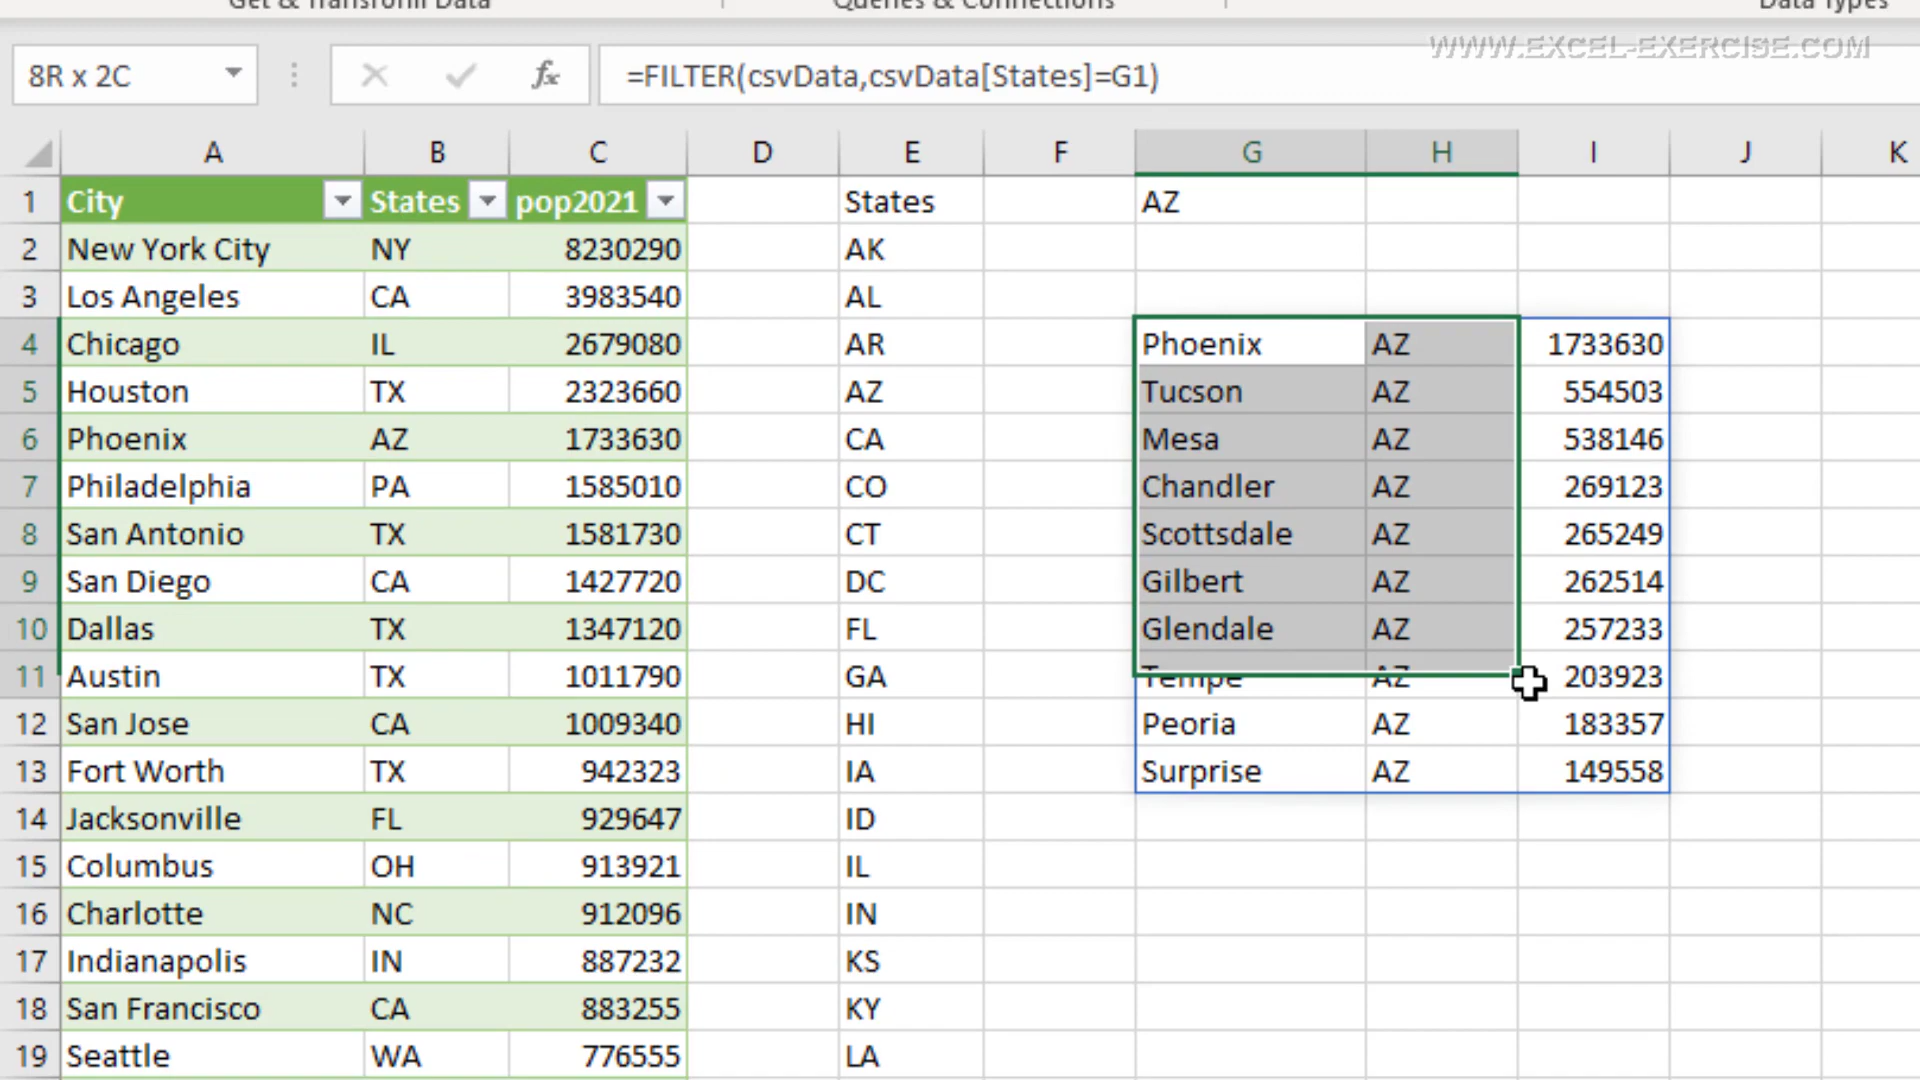 Get & Transform Data Queries & Connections Data Types
WWW.EXCEL-EXERCISE.COM
8R x 2C fx =FILTER(csvData,csvData[States]=G1)
A B C D E F G H I J K
1 City States pop2021 States AZ
2 New York City NY 8230290 AK
3 Los Angeles CA 3983540 AL
4 Chicago IL 2679080 AR Phoenix AZ 1733630
5 Houston TX 2323660 AZ Tucson AZ 554503
6 Phoenix AZ 1733630 CA Mesa AZ 538146
7 Philadelphia PA 1585010 CO Chandler AZ 269123
8 San Antonio TX 1581730 CT Scottsdale AZ 265249
9 San Diego CA 1427720 DC Gilbert AZ 262514
10 Dallas TX 1347120 FL Glendale AZ 257233
11 Austin TX 1011790 GA Tempe AZ 203923
12 San Jose CA 1009340 HI Peoria AZ 183357
13 Fort Worth TX 942323 IA Surprise AZ 149558
14 Jacksonville FL 929647 ID
15 Columbus OH 913921 IL
16 Charlotte NC 912096 IN
17 Indianapolis IN 887232 KS
18 San Francisco CA 883255 KY
19 Seattle WA 776555 LA